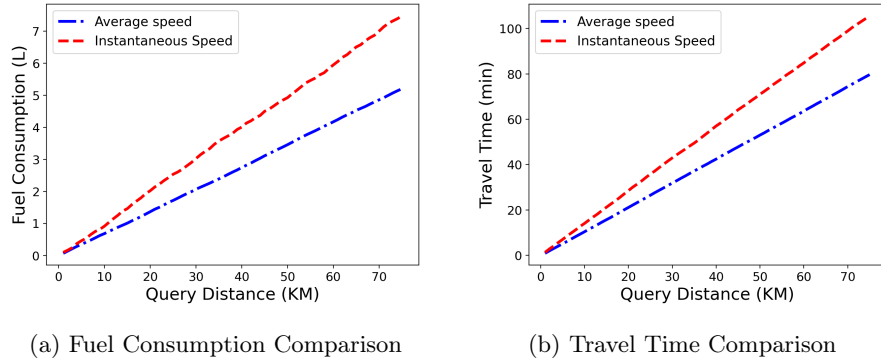 Average speed
Instantaneous Speed
Fuel Consumption (L)
7
6
5
4
3
2
1
0
0 10 20 30 40 50 60 70
Query Distance (KM)
(a) Fuel Consumption Comparison
Average speed
Instantaneous Speed
Travel Time (min)
100
80
60
40
20
0
0 10 20 30 40 50 60 70
Query Distance (KM)
(b) Travel Time Comparison